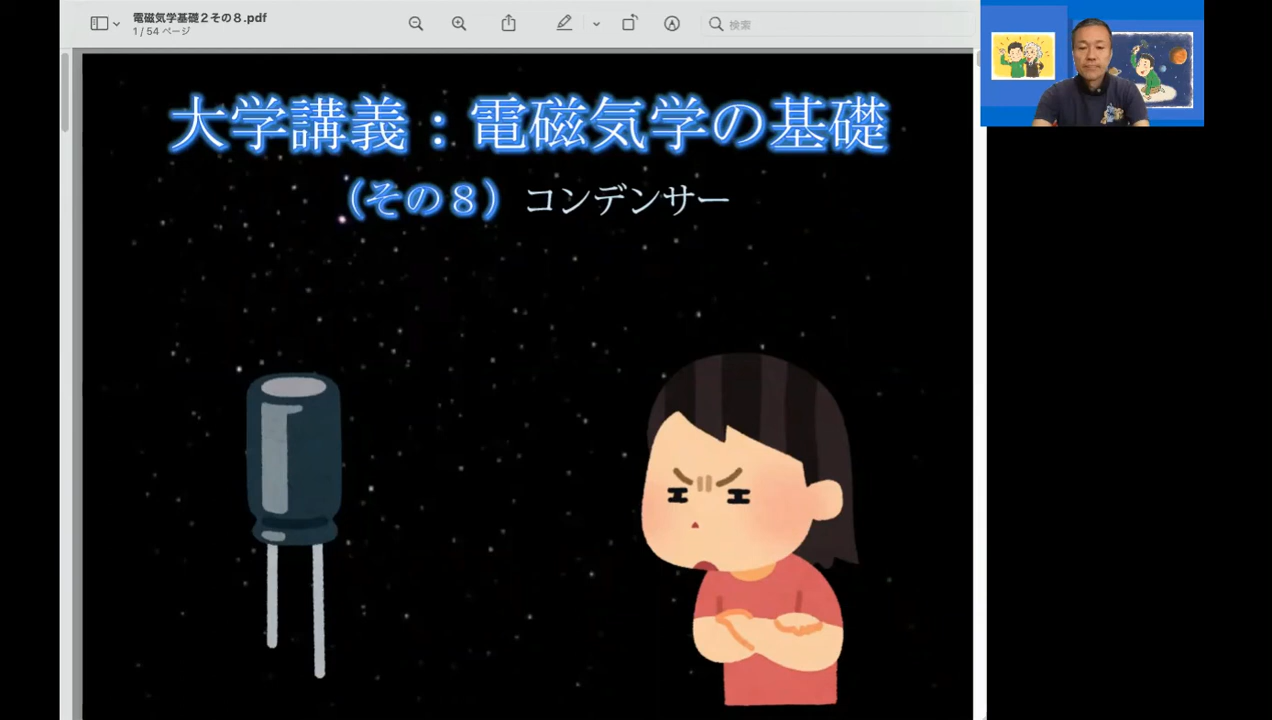 電磁気学基礎２その８.pdf
1 / 54 ページ
検索
大学講義：電磁気学の基礎
（その８）コンデンサー